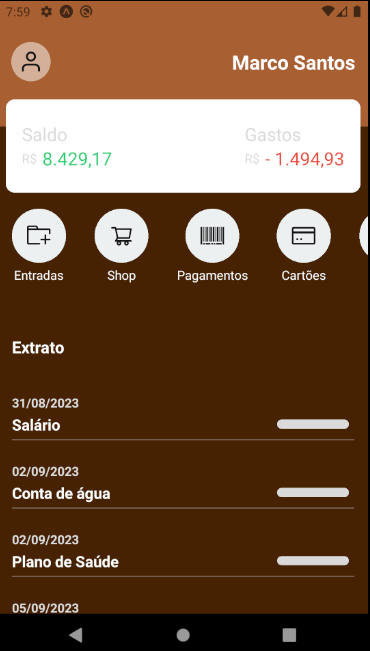 7:59
Marco Santos
Saldo Gastos
R$ 8.429,17 R$ - 1.494,93
Entradas Shop Pagamentos Cartões
Extrato
31/08/2023
Salário
02/09/2023
Conta de água
02/09/2023
Plano de Saúde
05/09/2023